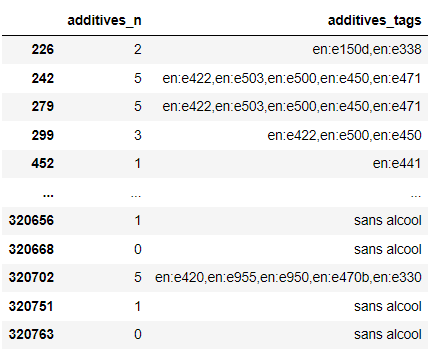 additives_n additives_tags
226 2 en:e150d,en:e338
242 5 en:e422,en:e503,en:e500,en:e450,en:e471
279 5 en:e422,en:e503,en:e500,en:e450,en:e471
299 3 en:e422,en:e500,en:e450
452 1 en:e441
... ... ...
320656 1 sans alcool
320668 0 sans alcool
320702 5 en:e420,en:e955,en:e950,en:e470b,en:e330
320751 1 sans alcool
320763 0 sans alcool